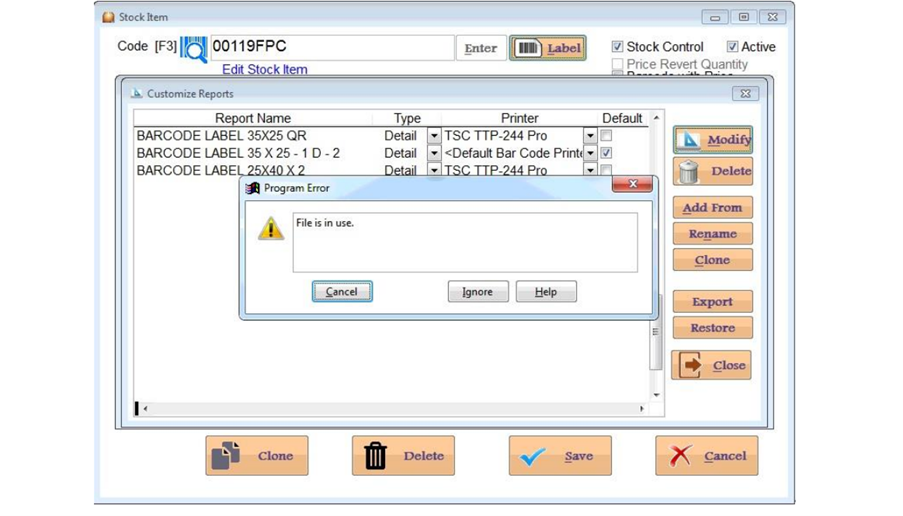 Stock Item
Code [F3] 00119FPC Enter Label
Stock Control Active
Price Revert Quantity
Barcode with Price
Edit Stock Item
Customize Reports
Report Name Type Printer Default
BARCODE LABEL 35X25 QR Detail TSC TTP-244 Pro
BARCODE LABEL 35 X 25 - 1 D - 2 Detail <Default Bar Code Printe
BARCODE LABEL 25X40 X 2 Detail TSC TTP-244 Pro
Modify
Delete
Add From
Rename
Clone
Export
Restore
Close
Program Error
File is in use.
Cancel Ignore Help
Clone Delete Save Cancel